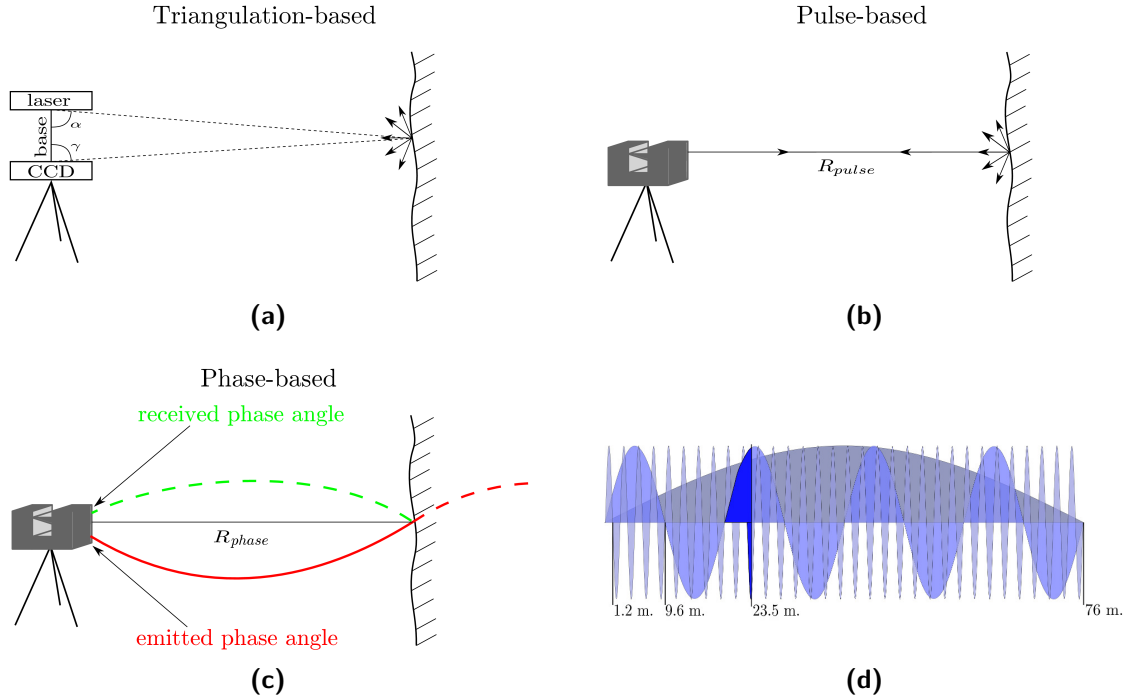 Triangulation-based
laser
α
base
γ
CCD
(a)
Pulse-based
R_pulse
(b)
Phase-based
received phase angle
R_phase
emitted phase angle
(c)
1.2 m.
9.6 m.
23.5 m.
76 m.
(d)